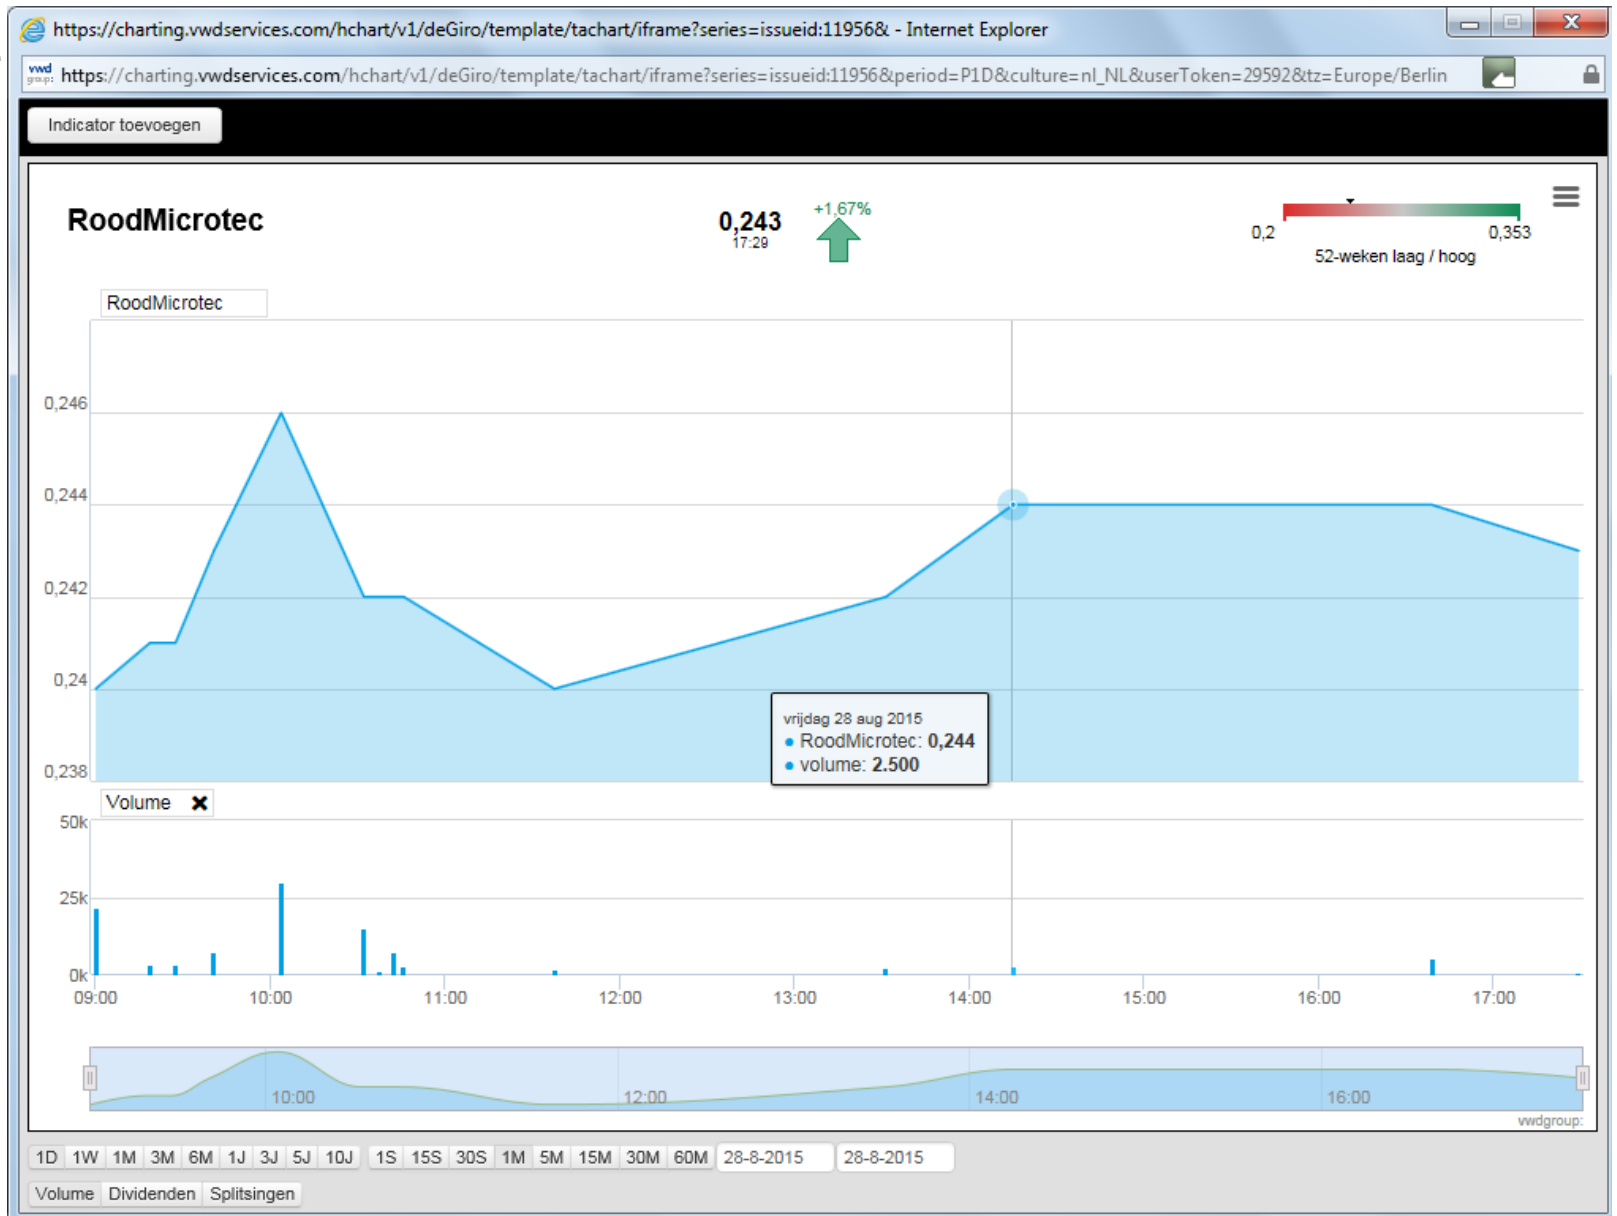 https://charting.vwdservices.com/hchart/v1/deGiro/template/tachart/iframe?series=issueid:11956& - Internet Explorer
vwd group: https://charting.vwdservices.com/hchart/v1/deGiro/template/tachart/iframe?series=issueid:11956&period=P1D&culture=nl_NL&userToken=29592&tz=Europe/Berlin
Indicator toevoegen
RoodMicrotec
0,243
17:29
+1,67%
0,2
0,353
52-weken laag / hoog
RoodMicrotec
0,246
0,244
0,242
0,24
0,238
vrijdag 28 aug 2015
RoodMicrotec: 0,244
volume: 2.500
Volume
50k
25k
0k
09:00 10:00 11:00 12:00 13:00 14:00 15:00 16:00 17:00
10:00 12:00 14:00 16:00
vwdgroup:
1D 1W 1M 3M 6M 1J 3J 5J 10J 1S 15S 30S 1M 5M 15M 30M 60M 28-8-2015 28-8-2015
Volume Dividenden Splitsingen